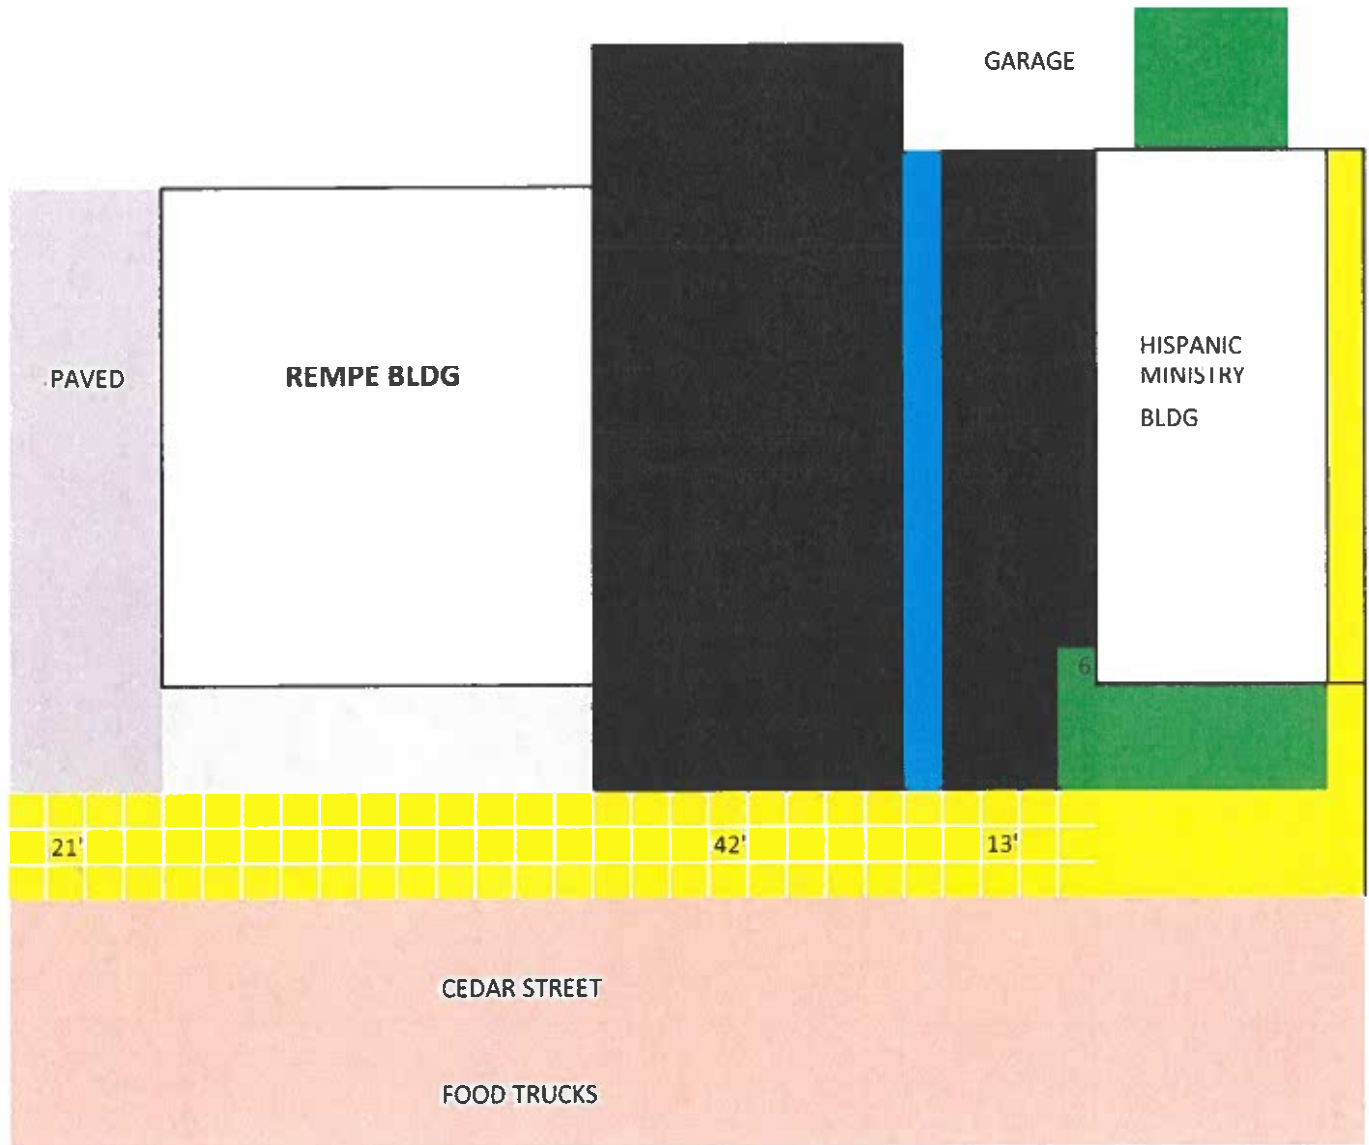 GARAGE
HISPANIC
MINISTRY
BLDG
PAVED
REMPE BLDG
6
21'
42'
13'
CEDAR STREET
FOOD TRUCKS